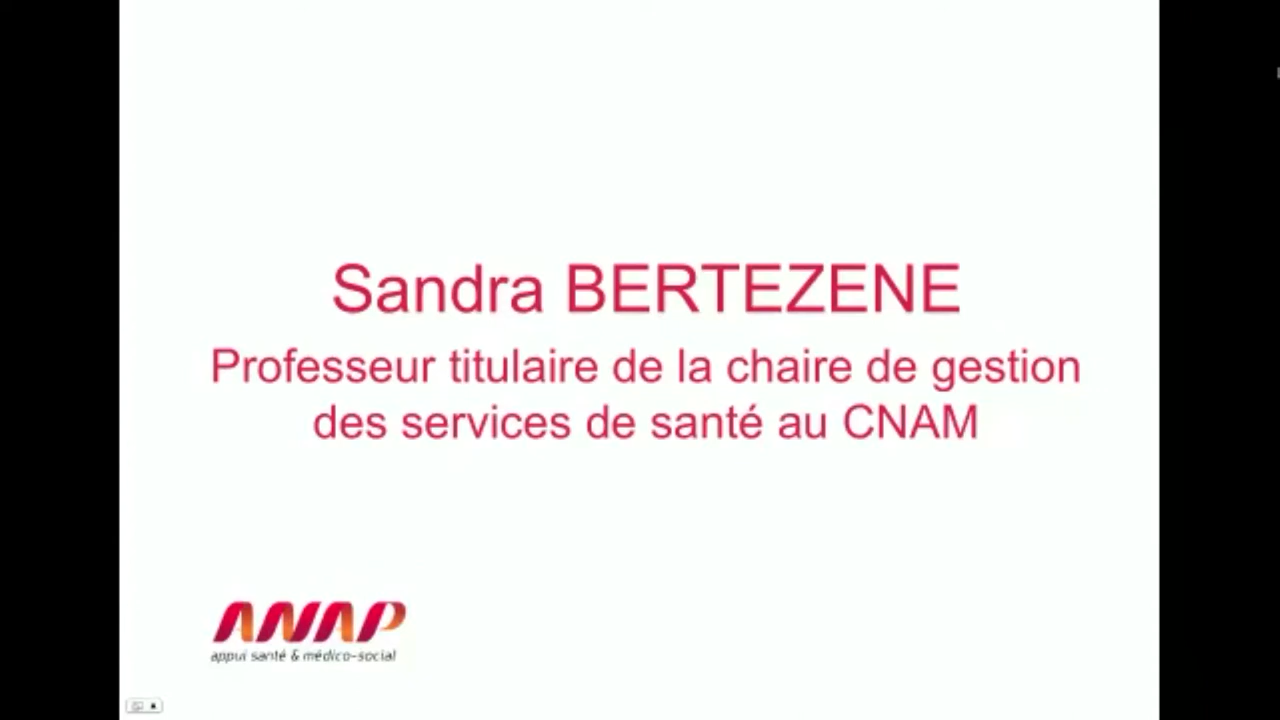 Sandra BERTEZENE
Professeur titulaire de la chaire de gestion
des services de santé au CNAM
ANAP
appui santé & médico-social